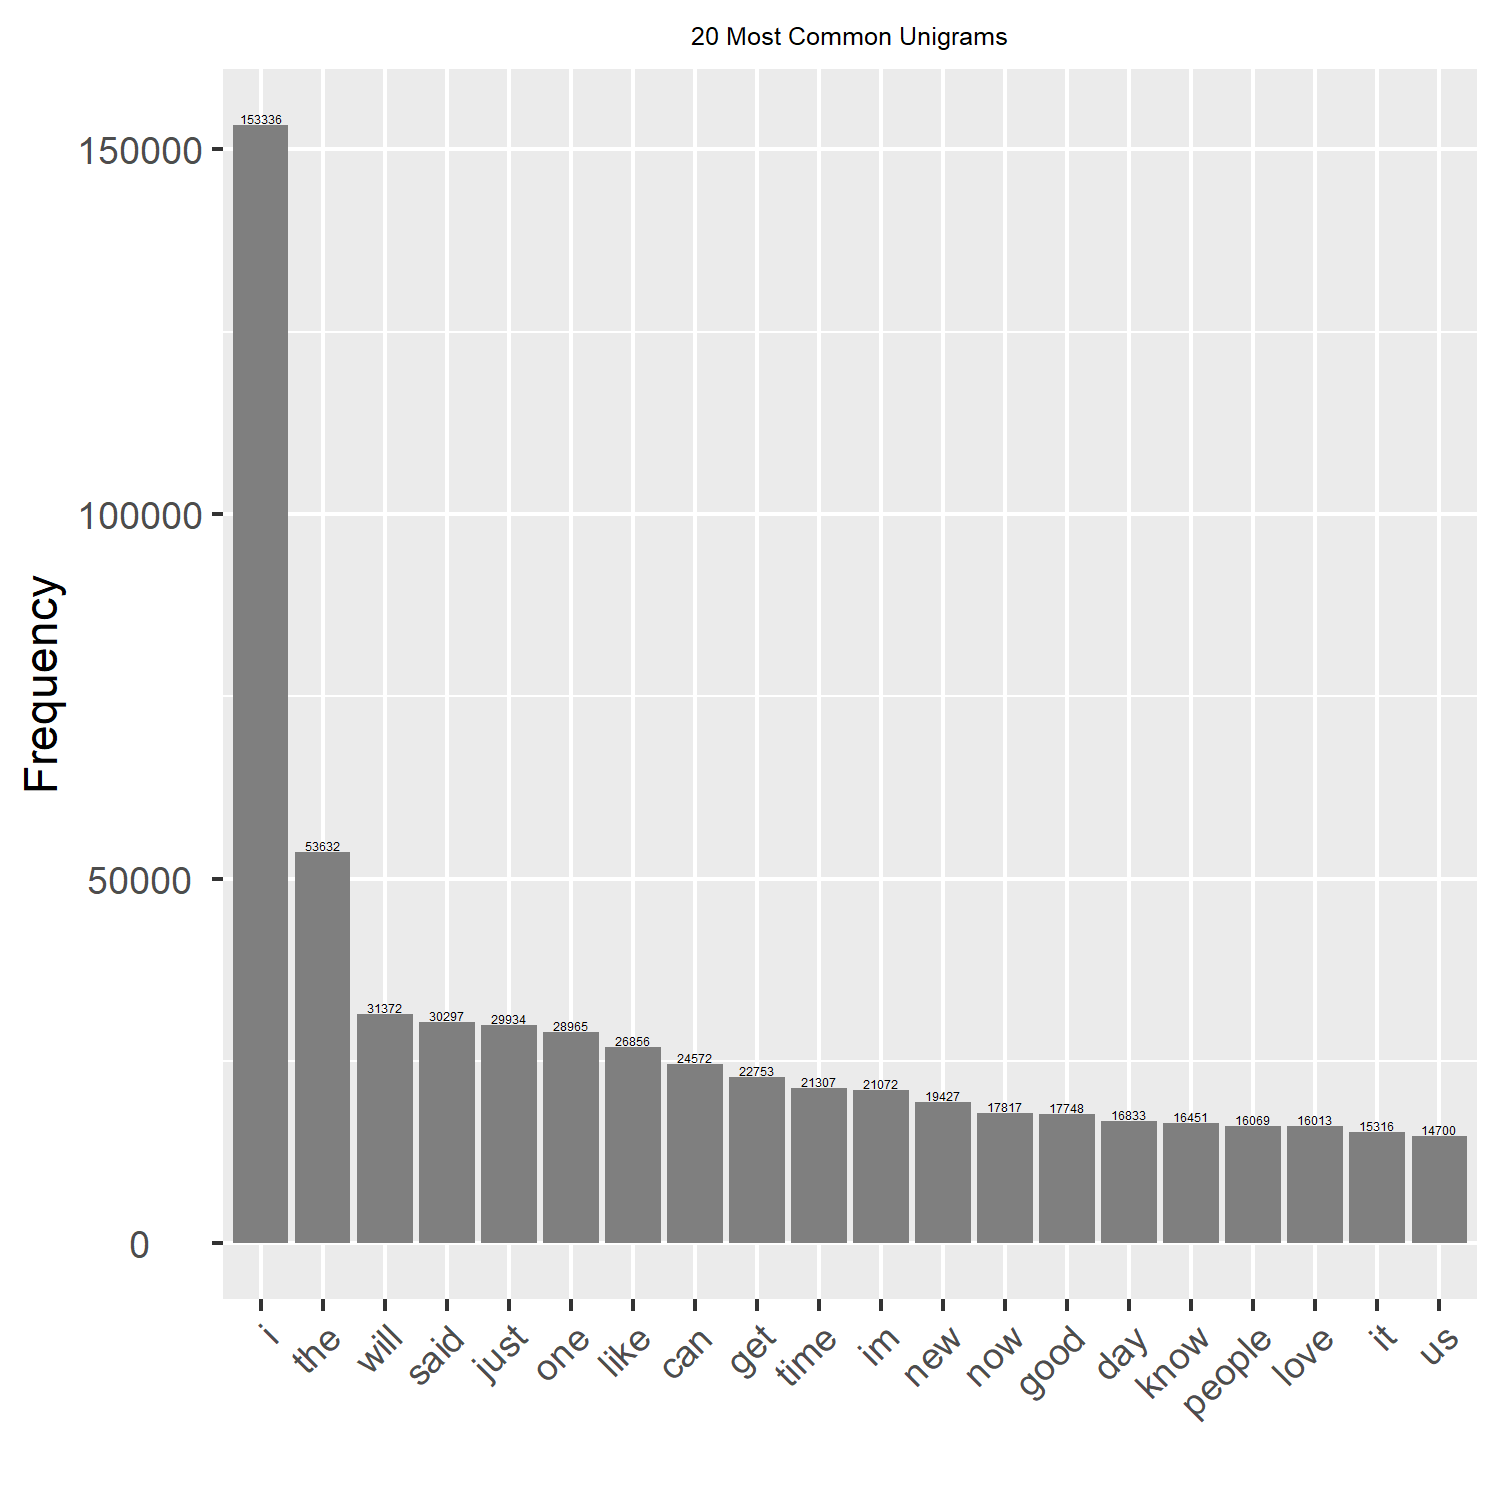 20 Most Common Unigrams
Frequency
150000
100000
50000
0
153336
53632
31372
30297
29934
28965
26856
24572
22753
21307
21072
19427
17817
17748
16833
16451
16069
16013
15316
14700
i
the
will
said
just
one
like
can
get
time
im
new
now
good
day
know
people
love
it
us